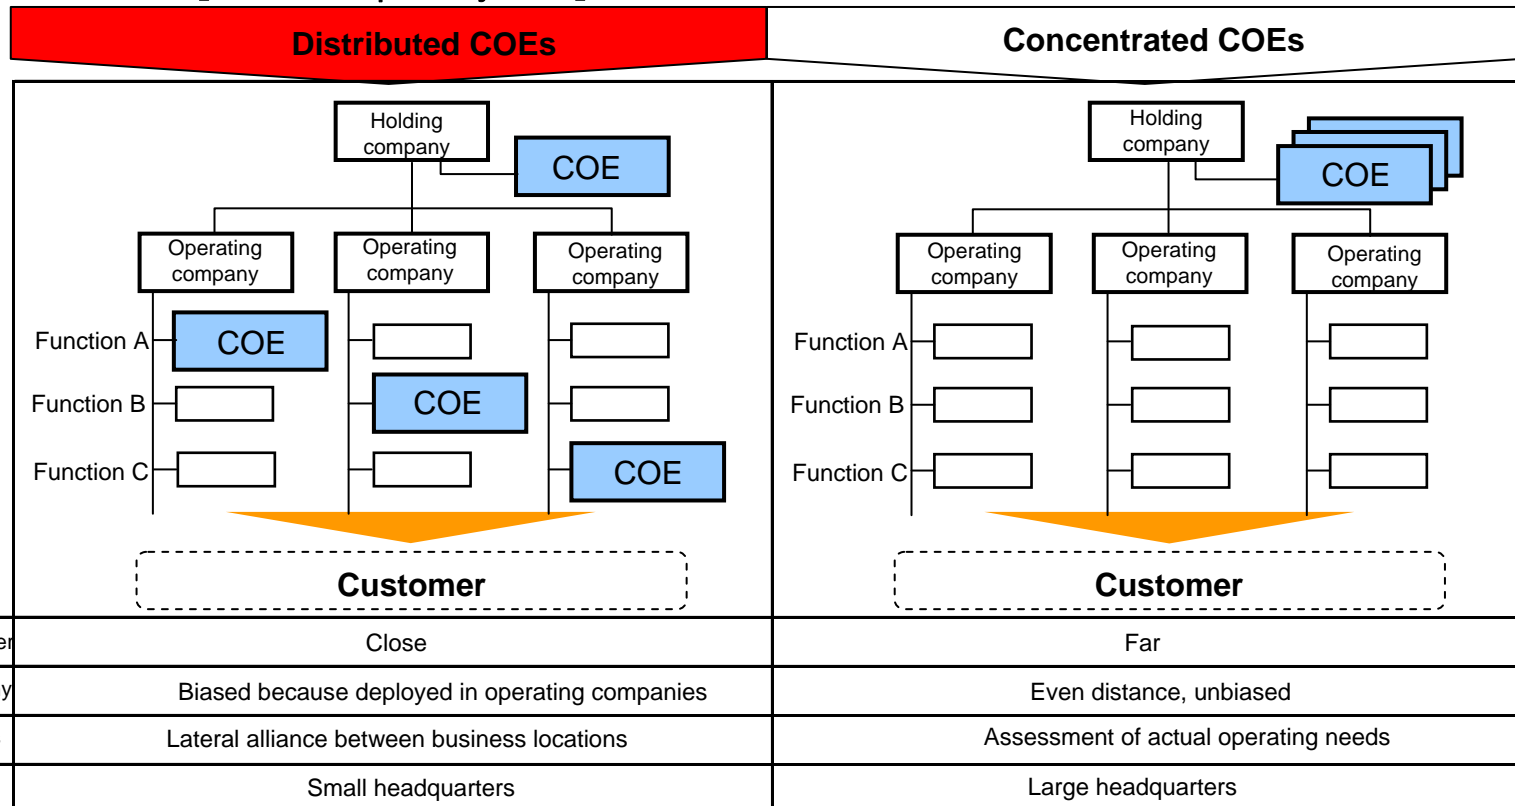 Distributed COEs
Concentrated COEs
Holding
company
COE
Operating
company
Operating
company
Operating
company
Function A
COE
Function B
COE
Function C
COE
Customer
Holding
company
COE
Operating
company
Operating
company
Operating
company
Function A
Function B
Function C
Customer
Close
Far
Biased because deployed in operating companies
Even distance, unbiased
Lateral alliance between business locations
Assessment of actual operating needs
Small headquarters
Large headquarters